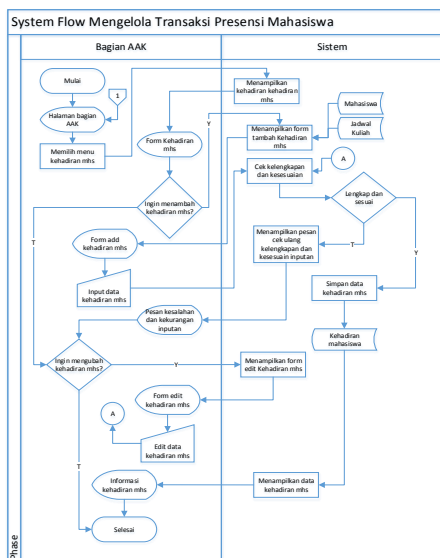 System Flow Mengelola Transaksi Presensi Mahasiswa
Bagian AAK
Sistem
Mulai
1
Halaman bagian
AAK
Memilih menu
kehadiran mhs
Menampilkan
kehadiran kehadiran
mhs
Form Kehadiran
mhs
Menampilkan form
tambah Kehadiran
mhs
Mahasiswa
Jadwal
Kuliah
Ingin menambah
kehadiran mhs?
Y
T
Cek kelengkapan
dan kesesuaian
A
Lengkap dan
sesuai
T
Y
Form add
kehadiran mhs
Input data
kehadiran mhs
Menampilkan pesan
cek ulang
kelengkapan dan
kesesuain inputan
Simpan data
kehadiran mhs
Pesan kesalahan
dan kekurangan
inputan
Kehadiran
mahasiswa
Ingin mengubah
kehadiran mhs?
Y
T
Menampilkan form
edit Kehadiran mhs
Form edit
kehadiran mhs
A
Edit data
kehadiran mhs
Informasi
kehadiran mhs
Menampilkan data
kehadiran mhs
Selesai
Phase